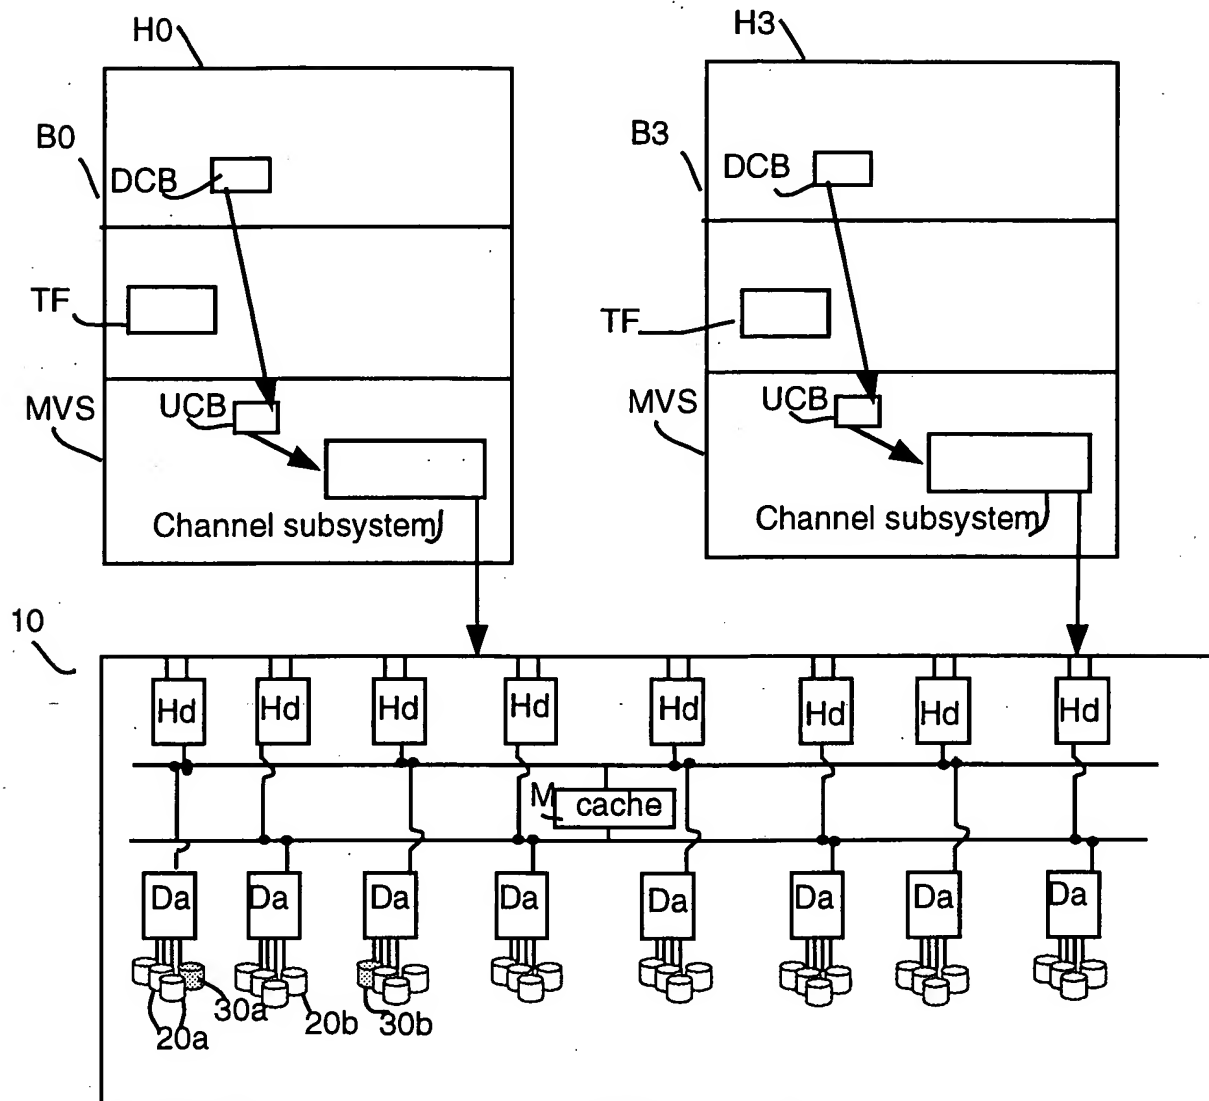 H0
H3
B0
B3
DCB
DCB
TF
TF
MVS
UCB
MVS
UCB
Channel subsystem
Channel subsystem
10
Hd Hd Hd Hd Hd Hd Hd Hd
M cache
Da Da Da Da Da Da Da Da
20a 30a 20b 30b